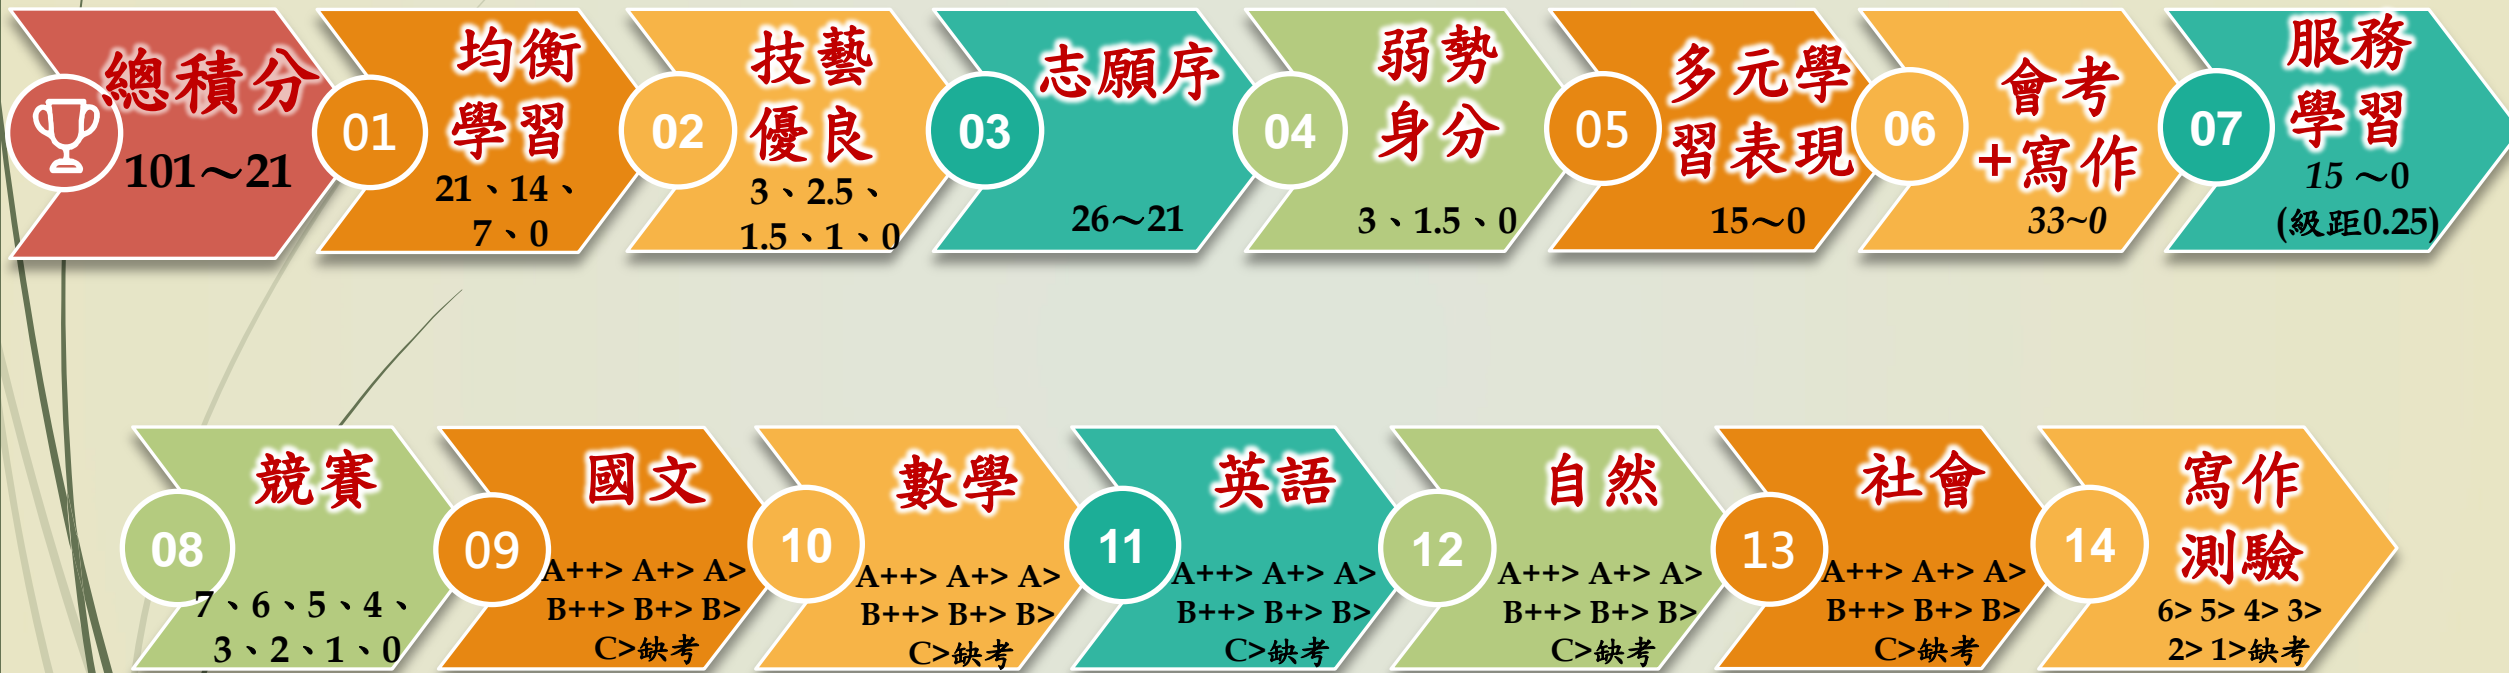 總積分
101～21
01
均衡
學習
21、14、
7、0
02
技藝
優良
3、2.5、
1.5、1、0
03
志願序
26～21
04
弱勢
身分
3、1.5、0
05
多元學
習表現
15～0
06
會考
+寫作
33~0
07
服務
學習
15 ～0
(級距0.25)
08
競賽
7、6、5、4、
3、2、1、0
09
國文
A++> A+> A>
B++> B+> B>
C>缺考
10
數學
A++> A+> A>
B++> B+> B>
C>缺考
11
英語
A++> A+> A>
B++> B+> B>
C>缺考
12
自然
A++> A+> A>
B++> B+> B>
C>缺考
13
社會
A++> A+> A>
B++> B+> B>
C>缺考
14
寫作
測驗
6> 5> 4> 3>
2> 1>缺考